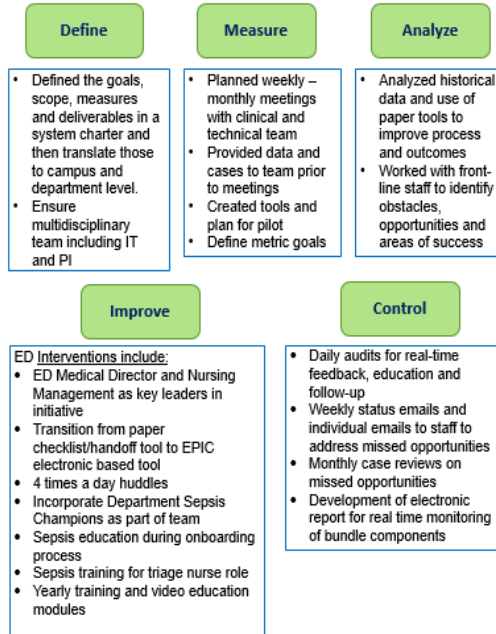 Define
• Defined the goals,
scope, measures
and deliverables in a
system charter and
then translate those
to campus and
department level.
• Ensure
multidisciplinary
team including IT
and PI
Measure
• Planned weekly –
monthly meetings
with clinical and
technical team
• Provided data and
cases to team prior
to meetings
• Created tools and
plan for pilot
• Define metric goals
Analyze
• Analyzed historical
data and use of
paper tools to
improve process
and outcomes
• Worked with front-
line staff to identify
obstacles,
opportunities and
areas of success
Improve
ED Interventions include:
• ED Medical Director and Nursing
Management as key leaders in
initiative
• Transition from paper
checklist/handoff tool to EPIC
electronic based tool
• 4 times a day huddles
• Incorporate Department Sepsis
Champions as part of team
• Sepsis education during onboarding
process
• Sepsis training for triage nurse role
• Yearly training and video education
modules
Control
• Daily audits for real-time
feedback, education and
follow-up
• Weekly status emails and
individual emails to staff to
address missed opportunities
• Monthly case reviews on
missed opportunities
• Development of electronic
report for real time monitoring
of bundle components